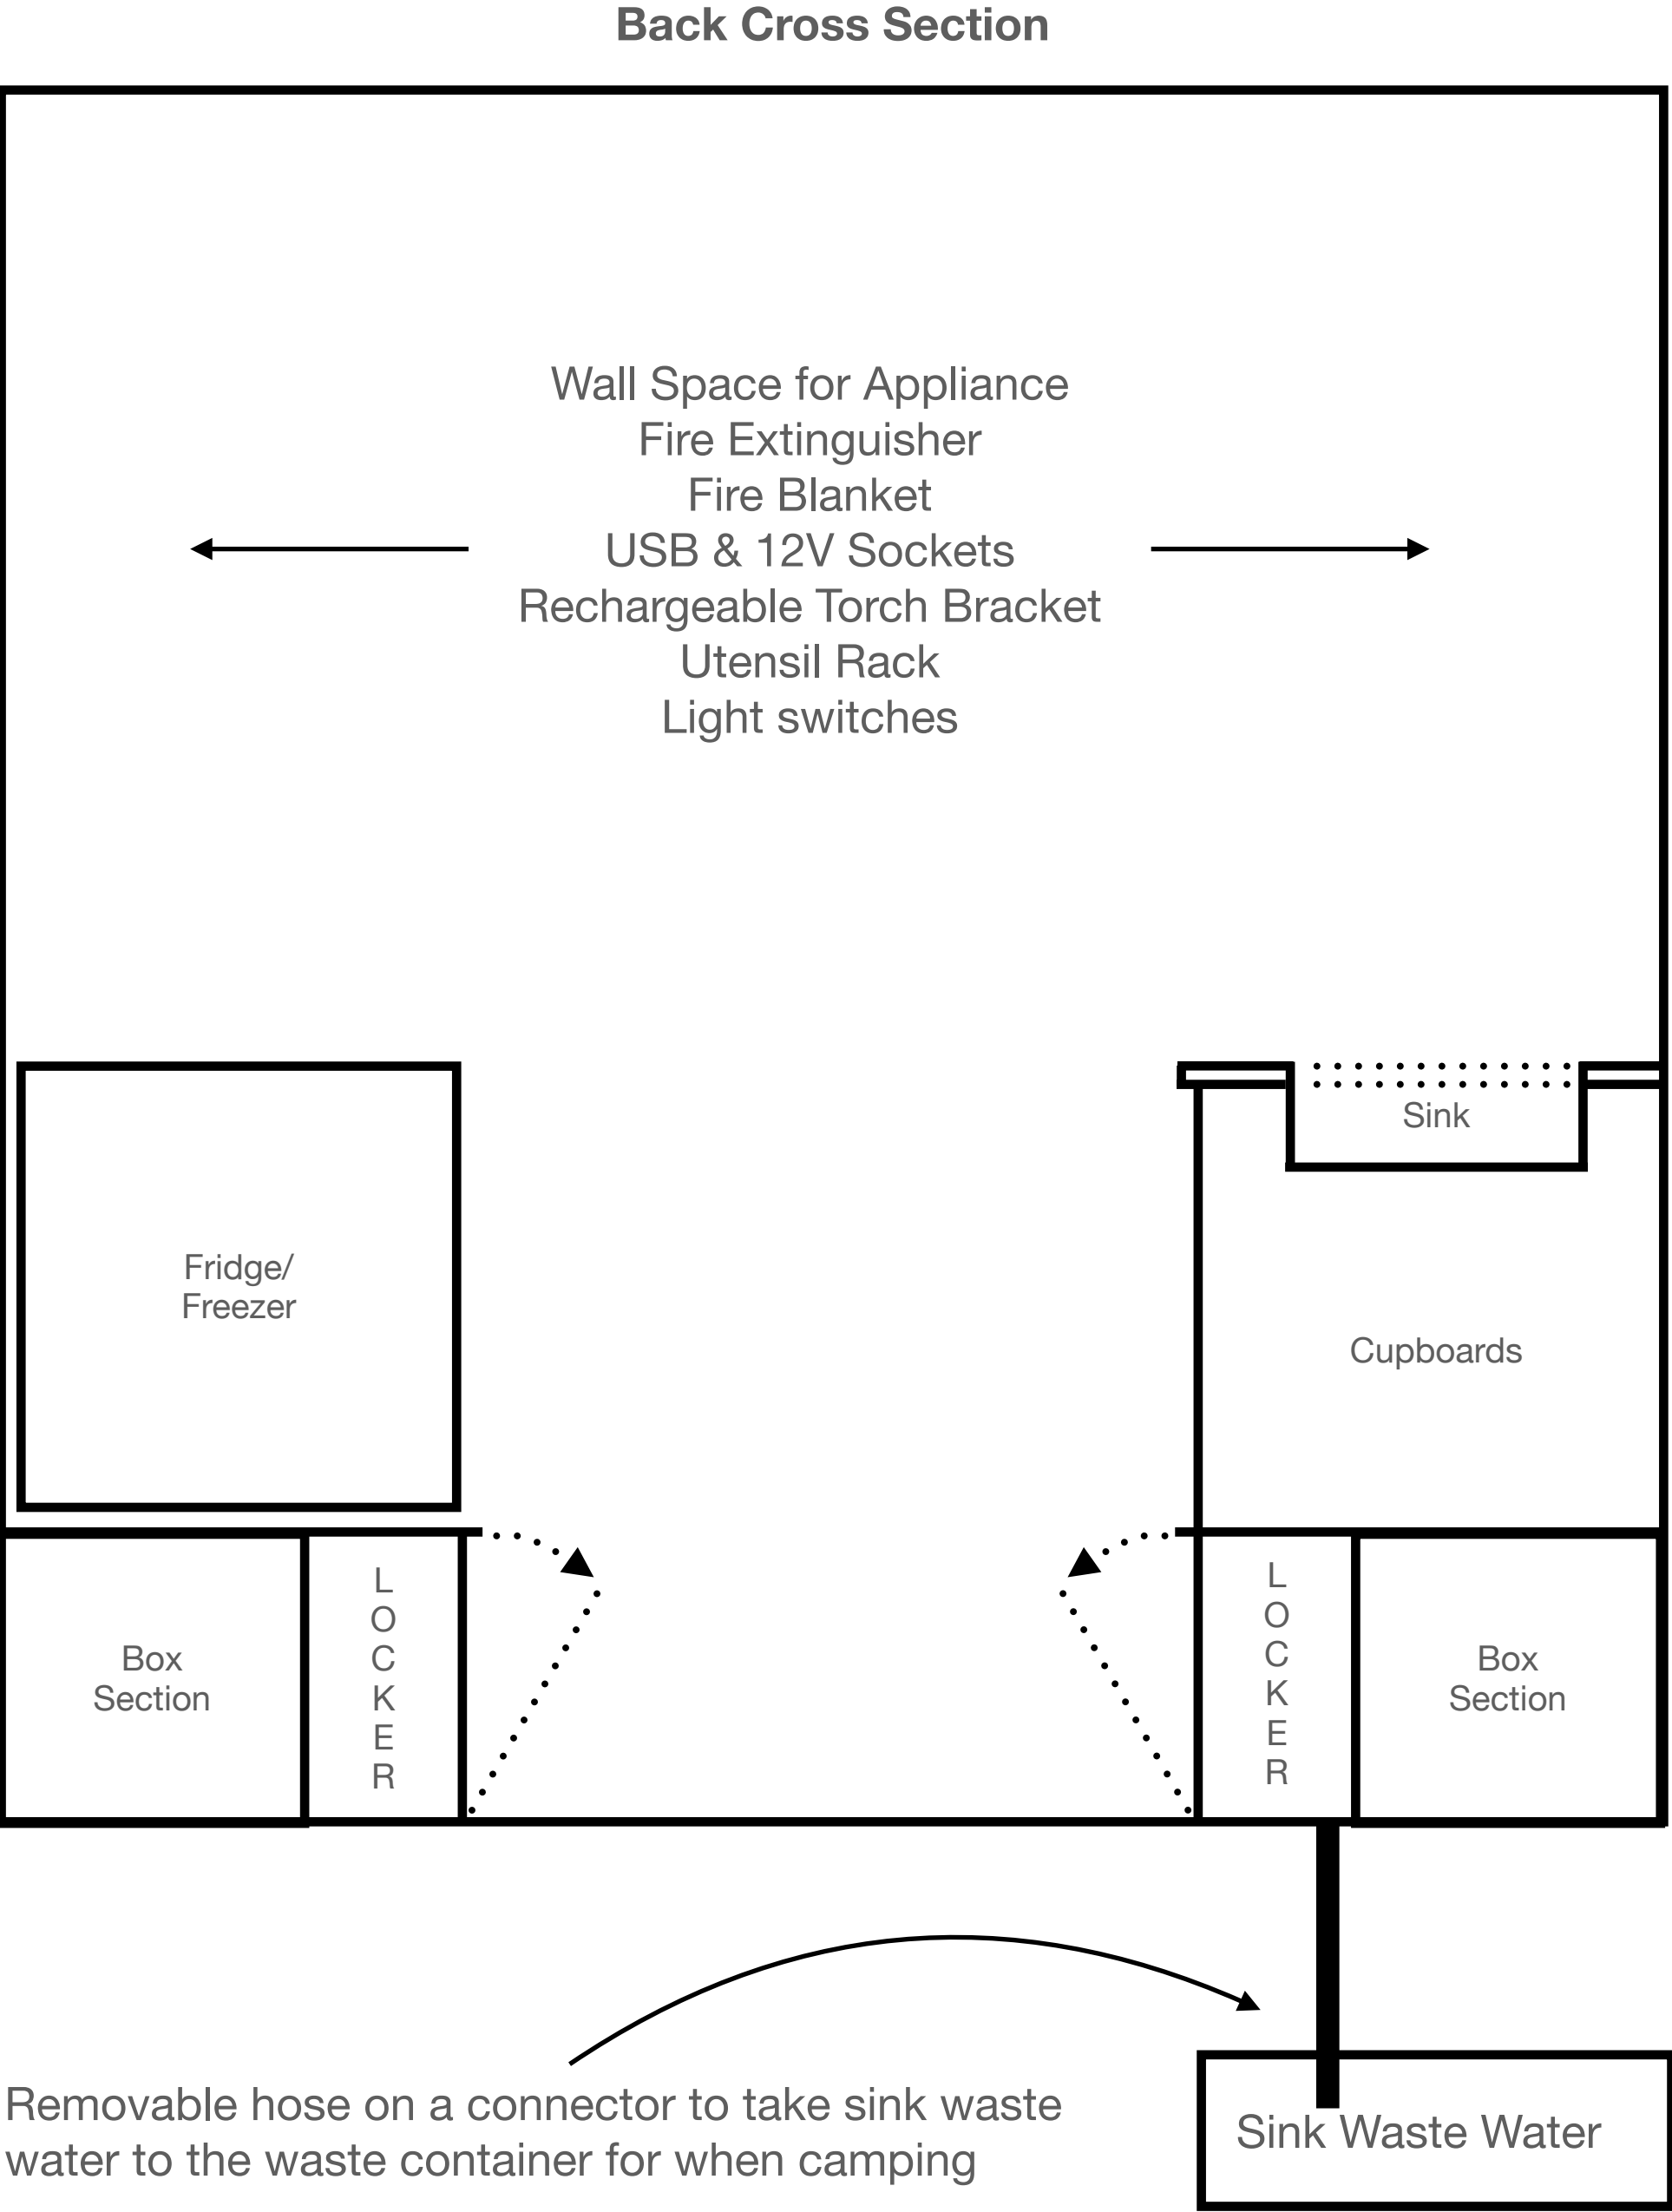 Back Cross Section
Wall Space for Appliance
Fire Extinguisher
Fire Blanket
USB & 12V Sockets
Rechargeable Torch Bracket
Utensil Rack
Light switches
Sink
Fridge/
Freezer
Cupboards
L
O
C
K
E
R
L
O
C
K
E
R
Box
Section
Box
Section
Removable hose on a connector to take sink waste
water to the waste container for when camping
Sink Waste Water